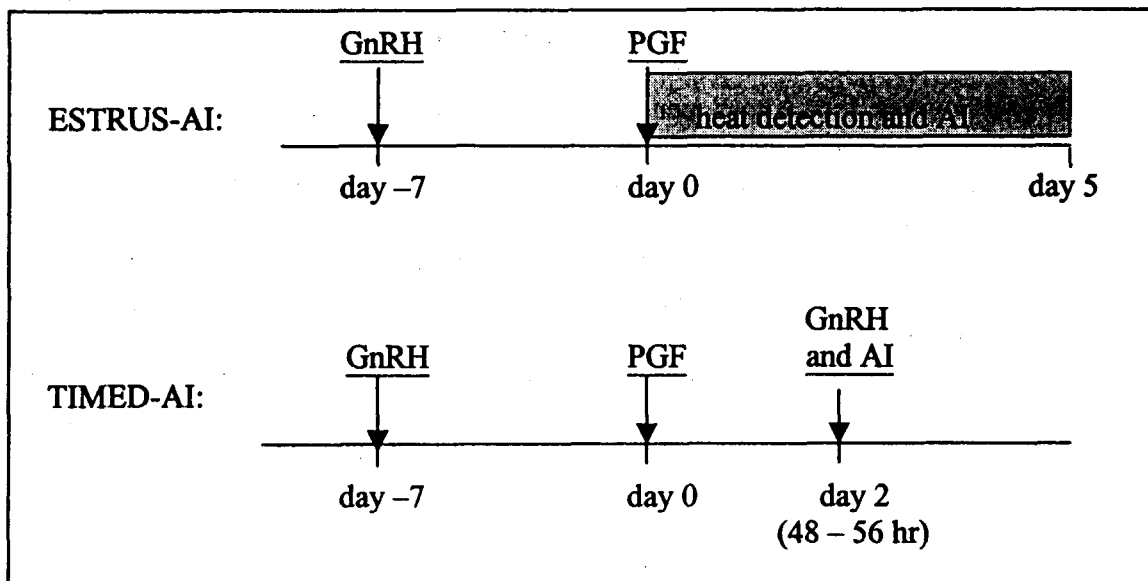 GnRH PGF
ESTRUS-AI:
heat detection and AI
day –7 day 0 day 5
GnRH
and AI
GnRH PGF
TIMED-AI:
day –7 day 0 day 2
(48 – 56 hr)